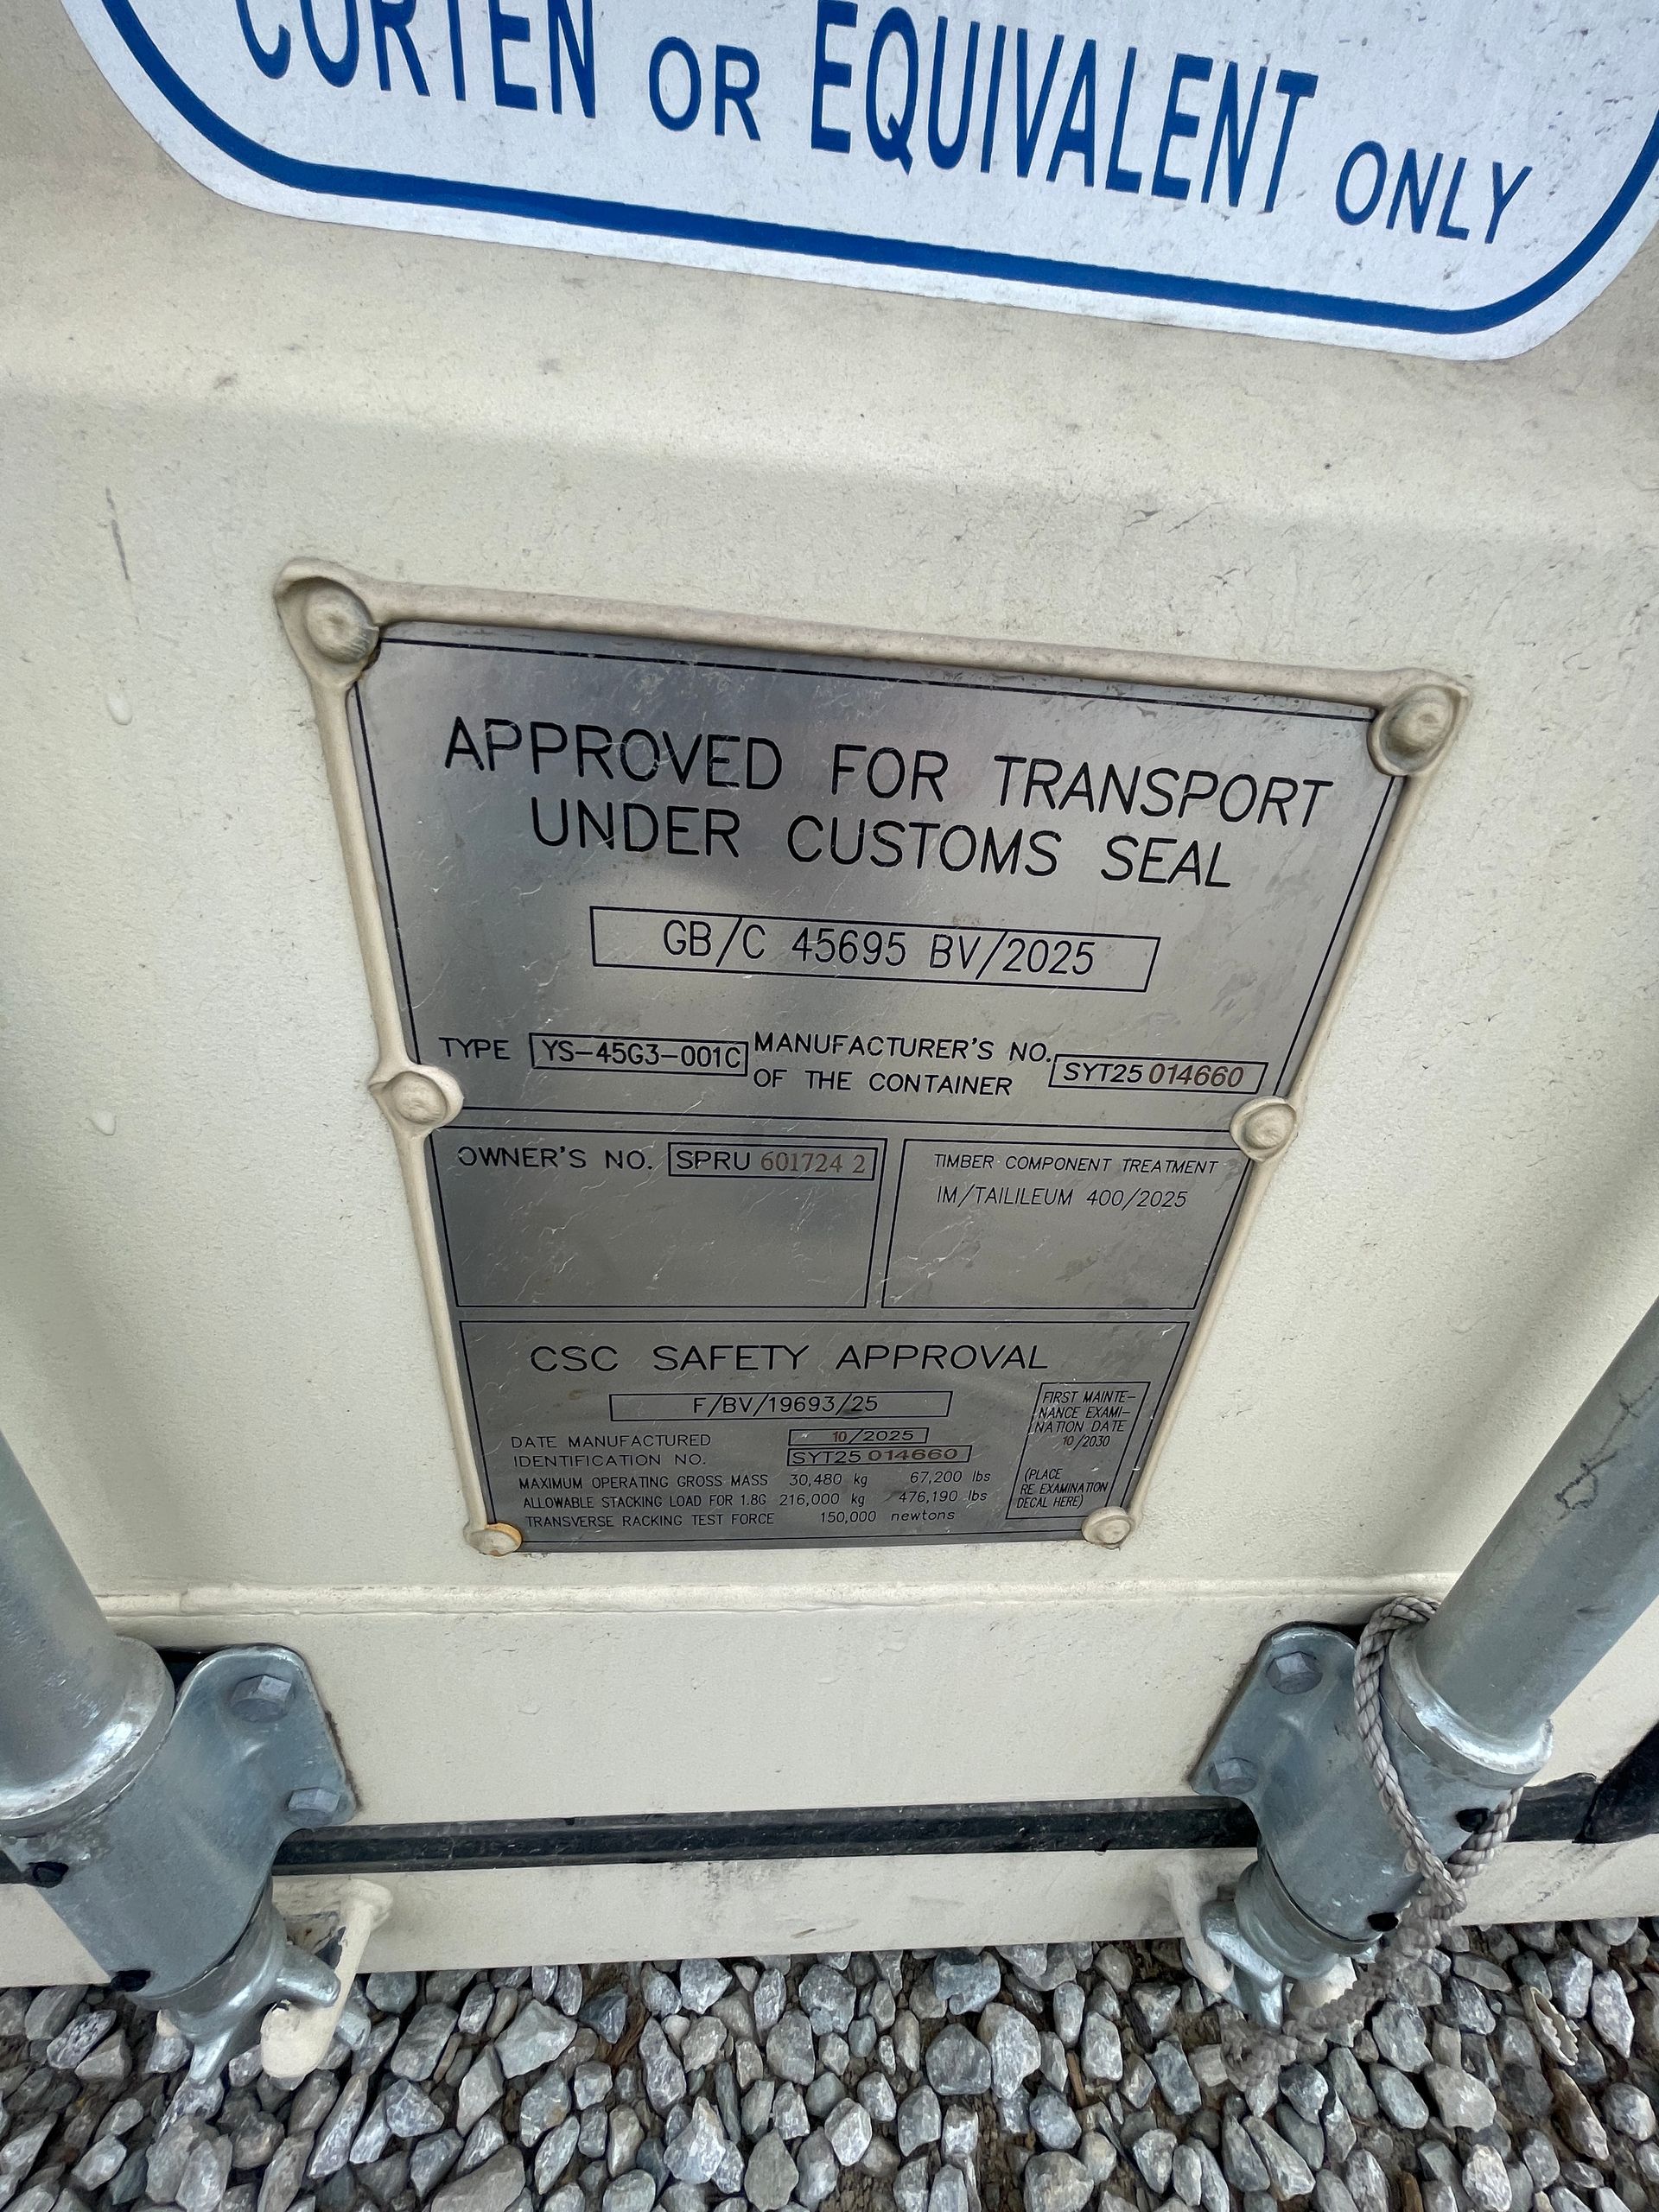 CORTEN OR EQUIVALENT ONLY
APPROVED FOR TRANSPORT
UNDER CUSTOMS SEAL
GB/C 45695 BV/2025
TYPE YS-45G3-001C MANUFACTURER'S NO.
OF THE CONTAINER SYT25 014660
OWNER'S NO. SPRU 601724 2
TIMBER COMPONENT TREATMENT
IM/TAILILEUM 400/2025
CSC SAFETY APPROVAL
F/BV/19693/25
DATE MANUFACTURED 10/2025
IDENTIFICATION NO. SYT25 014660
MAXIMUM OPERATING GROSS MASS 30,480 kg 67,200 lbs
ALLOWABLE STACKING LOAD FOR 1.8G 216,000 kg 476,190 lbs
TRANSVERSE RACKING TEST FORCE 150,000 newtons
FIRST MAINTE-
NANCE EXAMI-
NATION DATE
10/2030
(PLACE
RE EXAMINATION
DECAL HERE)